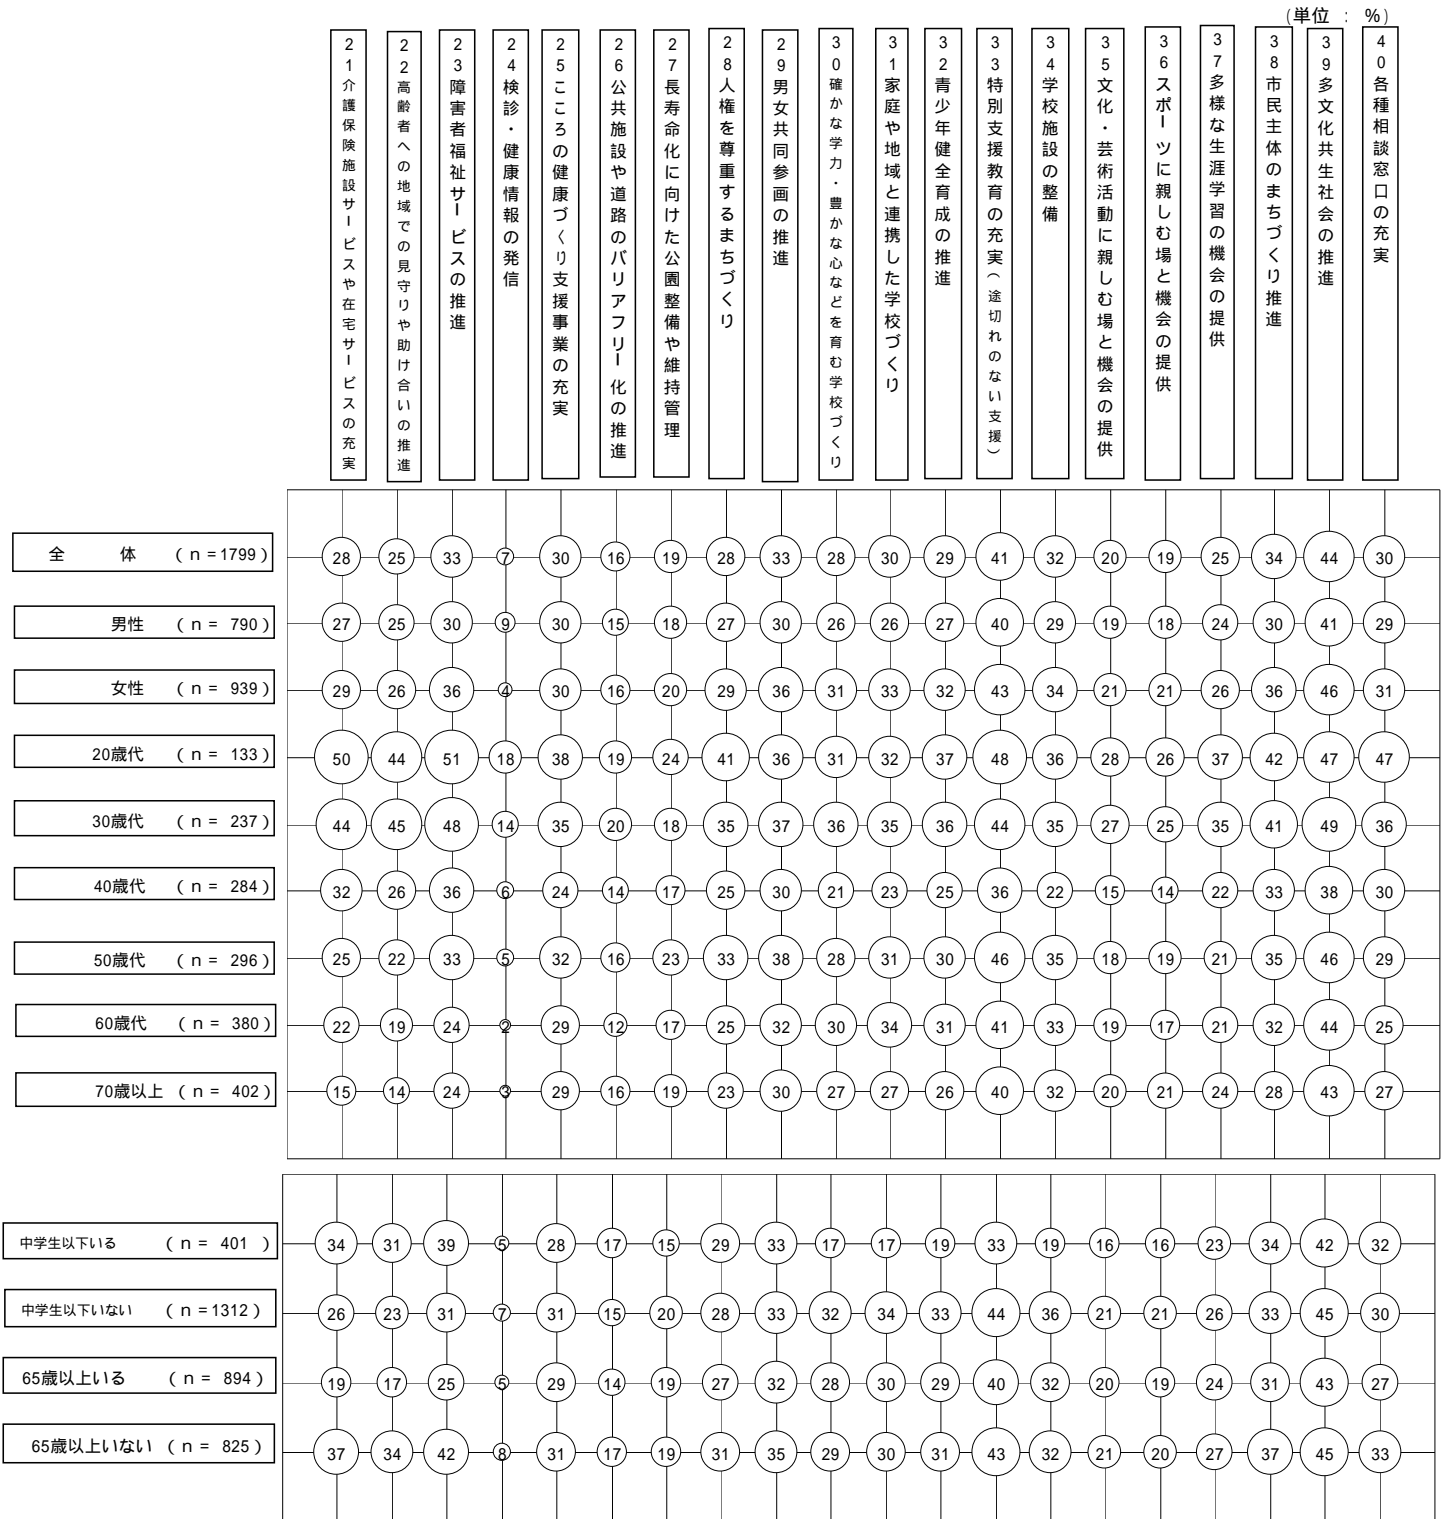 (単位 : %)
21介護保険施設サービスや在宅サービスの充実
22高齢者への地域での見守りや助け合いの推進
23障害者福祉サービスの推進
24検診・健康情報の発信
25こころの健康づくり支援事業の充実
26公共施設や道路のバリアフリー化の推進
27長寿命化に向けた公園整備や維持管理
28人権を尊重するまちづくり
29男女共同参画の推進
30確かな学力・豊かな心などを育む学校づくり
31家庭や地域と連携した学校づくり
32青少年健全育成の推進
33特別支援教育の充実(途切れのない支援)
34学校施設の整備
35文化・芸術活動に親しむ場と機会の提供
36スポーツに親しむ場と機会の提供
37多様な生涯学習の機会の提供
38市民主体のまちづくり推進
39多文化共生社会の推進
40各種相談窓口の充実
全 体 (n=1799) 28 25 33 7 30 16 19 28 33 28 30 29 41 32 20 19 25 34 44 30
男性 (n= 790) 27 25 30 9 30 15 18 27 30 26 26 27 40 29 19 18 24 30 41 29
女性 (n= 939) 29 26 36 4 30 16 20 29 36 31 33 32 43 34 21 21 26 36 46 31
20歳代 (n= 133) 50 44 51 18 38 19 24 41 36 31 32 37 48 36 28 26 37 42 47 47
30歳代 (n= 237) 44 45 48 14 35 20 18 35 37 36 35 36 44 35 27 25 35 41 49 36
40歳代 (n= 284) 32 26 36 6 24 14 17 25 30 21 23 25 36 22 15 14 22 33 38 30
50歳代 (n= 296) 25 22 33 5 32 16 23 33 38 28 31 30 46 35 18 19 21 35 46 29
60歳代 (n= 380) 22 19 24 2 29 12 17 25 32 30 34 31 41 33 19 17 21 32 44 25
70歳以上 (n= 402) 15 14 24 3 29 16 19 23 30 27 27 26 40 32 20 21 24 28 43 27
中学生以下いる (n= 401 ) 34 31 39 5 28 17 15 29 33 17 17 19 33 19 16 16 23 34 42 32
中学生以下いない (n=1312) 26 23 31 7 31 15 20 28 33 32 34 33 44 36 21 21 26 33 45 30
65歳以上いる (n= 894) 19 17 25 5 29 14 19 27 32 28 30 29 40 32 20 19 24 31 43 27
65歳以上いない (n= 825) 37 34 42 8 31 17 19 31 35 29 30 31 43 32 21 20 27 37 45 33